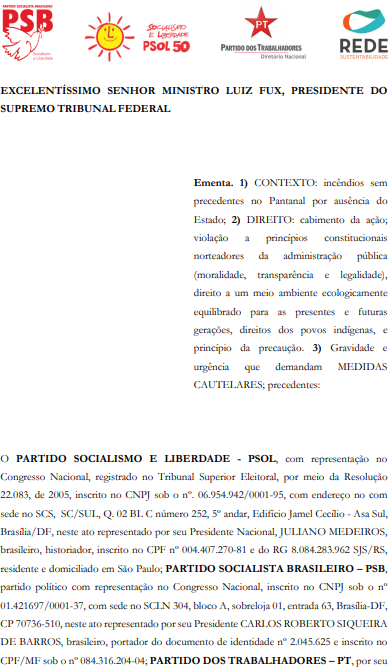 PARTIDO SOCIALISTA BRASILEIRO
PSB
Socialismo
e Liberdade
SOCIALISMO
E LIBERDADE
PSOL 50
PT
PARTIDO DOS TRABALHADORES
Diretório Nacional
REDE
SUSTENTABILIDADE
EXCELENTÍSSIMO SENHOR MINISTRO LUIZ FUX, PRESIDENTE DO
SUPREMO TRIBUNAL FEDERAL
Ementa. 1) CONTEXTO: incêndios sem
precedentes no Pantanal por ausência do
Estado; 2) DIREITO: cabimento da ação;
violação a princípios constitucionais
norteadores da administração pública
(moralidade, transparência e legalidade),
direito a um meio ambiente ecologicamente
equilibrado para as presentes e futuras
gerações, direitos dos povos indígenas, e
princípio da precaução. 3) Gravidade e
urgência que demandam MEDIDAS
CAUTELARES; precedentes:
O PARTIDO SOCIALISMO E LIBERDADE - PSOL, com representação no
Congresso Nacional, registrado no Tribunal Superior Eleitoral, por meio da Resolução
22.083, de 2005, inscrito no CNPJ sob o nº. 06.954.942/0001-95, com endereço no com
sede no SCS, SC/SUL, Q. 02 BL C número 252, 5º andar, Edifício Jamel Cecílio - Asa Sul,
Brasília/DF, neste ato representado por seu Presidente Nacional, JULIANO MEDEIROS,
brasileiro, historiador, inscrito no CPF nº 004.407.270-81 e do RG 8.084.283.962 SJS/RS,
residente e domiciliado em São Paulo; PARTIDO SOCIALISTA BRASILEIRO – PSB,
partido político com representação no Congresso Nacional, inscrito no CNPJ sob o nº
01.421697/0001-37, com sede no SCLN 304, bloco A, sobreloja 01, entrada 63, Brasília-DF,
CP 70736-510, neste ato representado por seu Presidente CARLOS ROBERTO SIQUEIRA
DE BARROS, brasileiro, portador do documento de identidade nº 2.045.625 e inscrito no
CPF/MF sob o nº 084.316.204-04; PARTIDO DOS TRABALHADORES – PT, por seu